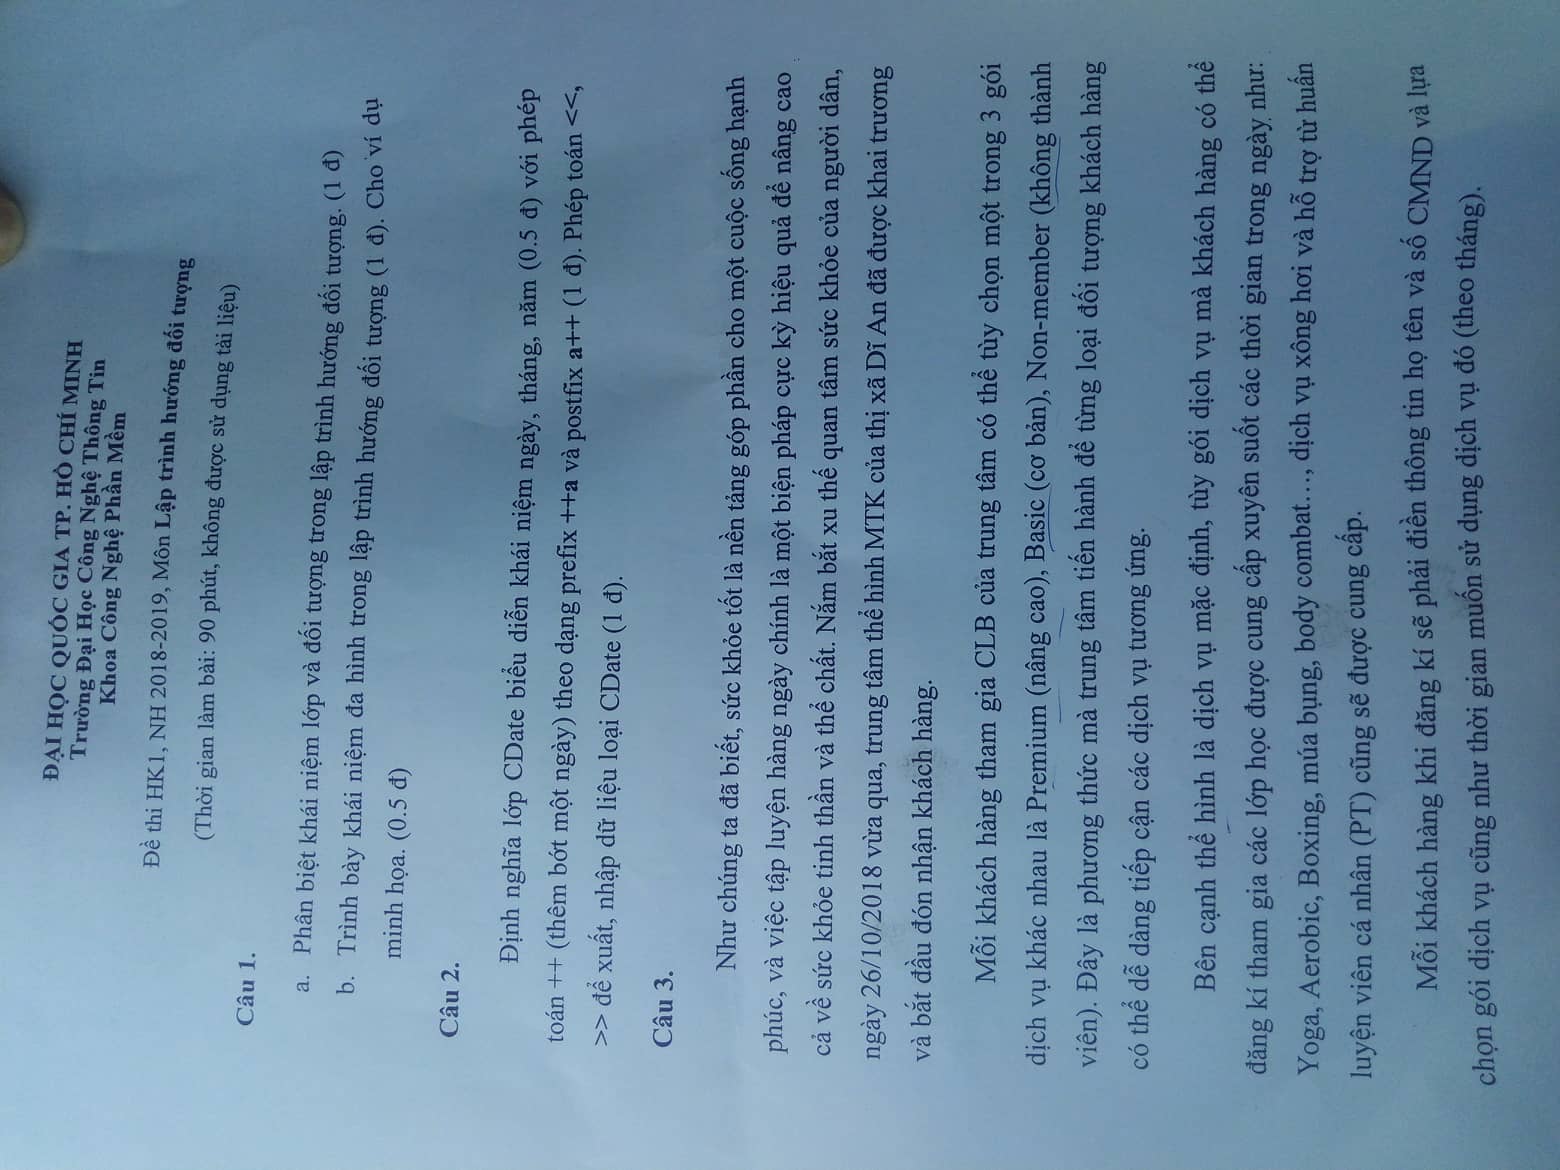 ĐẠI HỌC QUỐC GIA TP. HỒ CHÍ MINH
Trường Đại Học Công Nghệ Thông Tin
Khoa Công Nghệ Phần Mềm
Đề thi HK1, NH 2018-2019, Môn Lập trình hướng đối tượng
(Thời gian làm bài: 90 phút, không được sử dụng tài liệu)
Câu 1.
a. Phân biệt khái niệm lớp và đối tượng trong lập trình hướng đối tượng. (1 đ)
b. Trình bày khái niệm đa hình trong lập trình hướng đối tượng (1 đ). Cho ví dụ
minh họa. (0.5 đ)
Câu 2.
Định nghĩa lớp CDate biểu diễn khái niệm ngày, tháng, năm (0.5 đ) với phép
toán ++ (thêm bớt một ngày) theo dạng prefix ++a và postfix a++ (1 đ). Phép toán <<,
>> để xuất, nhập dữ liệu loại CDate (1 đ).
Câu 3.
Như chúng ta đã biết, sức khỏe tốt là nền tảng góp phần cho một cuộc sống hạnh
phúc, và việc tập luyện hàng ngày chính là một biện pháp cực kỳ hiệu quả để nâng cao
cả về sức khỏe tinh thần và thể chất. Nắm bắt xu thế quan tâm sức khỏe của người dân,
ngày 26/10/2018 vừa qua, trung tâm thể hình MTK của thị xã Dĩ An đã được khai trương
và bắt đầu đón nhận khách hàng.
Mỗi khách hàng tham gia CLB của trung tâm có thể tùy chọn một trong 3 gói
dịch vụ khác nhau là Premium (nâng cao), Basic (cơ bản), Non-member (không thành
viên). Đây là phương thức mà trung tâm tiến hành để từng loại đối tượng khách hàng
có thể dễ dàng tiếp cận các dịch vụ tương ứng.
Bên cạnh thể hình là dịch vụ mặc định, tùy gói dịch vụ mà khách hàng có thể
đăng kí tham gia các lớp học được cung cấp xuyên suốt các thời gian trong ngày như:
Yoga, Aerobic, Boxing, múa bụng, body combat…, dịch vụ xông hơi và hỗ trợ từ huấn
luyện viên cá nhân (PT) cũng sẽ được cung cấp.
Mỗi khách hàng khi đăng kí sẽ phải điền thông tin họ tên và số CMND và lựa
chọn gói dịch vụ cũng như thời gian muốn sử dụng dịch vụ đó (theo tháng).